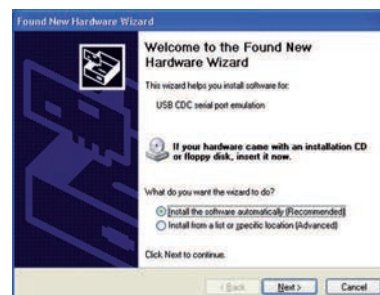 Found New Hardware Wizard
Welcome to the Found New
Hardware Wizard
This wizard helps you install software for:
USB CDC serial port emulation
If your hardware came with an installation CD
or floppy disk, insert it now.
What do you want the wizard to do?
Install the software automatically (Recommended)
Install from a list or specific location (Advanced)
Click Next to continue.
< Back Next > Cancel